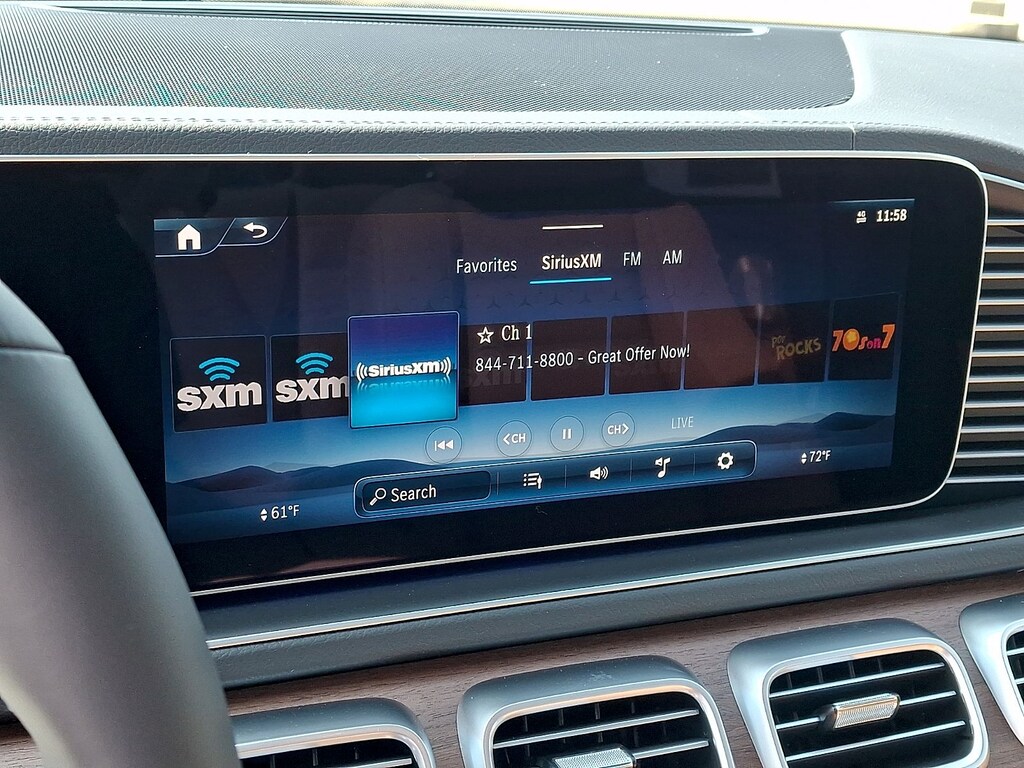 4G 11:58
Favorites SiriusXM FM AM
sxm
sxm
((SiriusXM))
Ch 1
844-711-8800 - Great Offer Now!
ROCKS
70s on 7
<CH
CH>
LIVE
Search
61°F
72°F